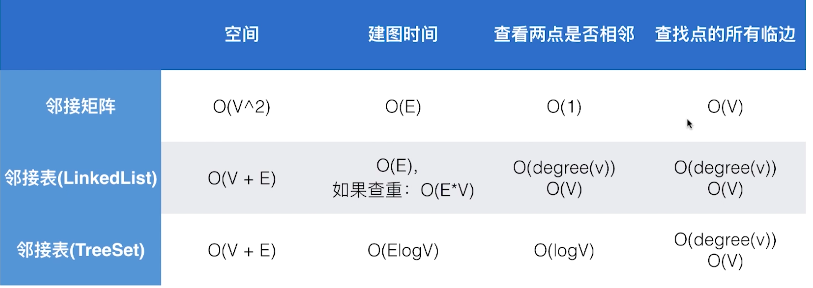 空间 建图时间 查看两点是否相邻 查找点的所有临边
邻接矩阵 O(V^2) O(E) O(1) O(V)
邻接表(LinkedList) O(V + E) O(E), O(degree(v)) O(degree(v))
如果查重：O(E*V) O(V) O(V)
邻接表(TreeSet) O(V + E) O(ElogV) O(logV) O(degree(v))
O(V)